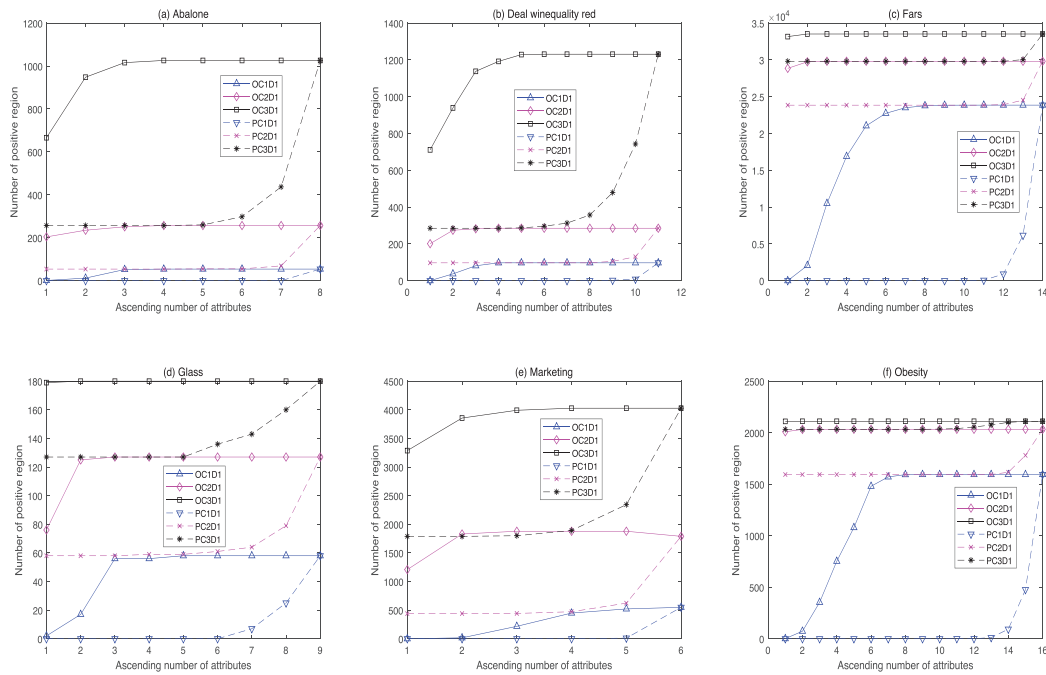 (a) Abalone
1200
1000
800
600
400
200
0
1 2 3 4 5 6 7 8
Number of positive region
Ascending number of attributes
OC1D1
OC2D1
OC3D1
PC1D1
PC2D1
PC3D1
(b) Deal winequality red
1400
1200
1000
800
600
400
200
0
0 2 4 6 8 10 12
Number of positive region
Ascending number of attributes
OC1D1
OC2D1
OC3D1
PC1D1
PC2D1
PC3D1
(c) Fars
×10⁴
3.5
3
2.5
2
1.5
1
0.5
0
0 2 4 6 8 10 12 14
Number of positive region
Ascending number of attributes
OC1D1
OC2D1
OC3D1
PC1D1
PC2D1
PC3D1
(d) Glass
180
160
140
120
100
80
60
40
20
0
1 2 3 4 5 6 7 8 9
Number of positive region
Ascending number of attributes
OC1D1
OC2D1
OC3D1
PC1D1
PC2D1
PC3D1
(e) Marketing
4500
4000
3500
3000
2500
2000
1500
1000
500
0
1 2 3 4 5 6
Number of positive region
Ascending number of attributes
OC1D1
OC2D1
OC3D1
PC1D1
PC2D1
PC3D1
(f) Obesity
2500
2000
1500
1000
500
0
0 2 4 6 8 10 12 14 16
Number of positive region
Ascending number of attributes
OC1D1
OC2D1
OC3D1
PC1D1
PC2D1
PC3D1